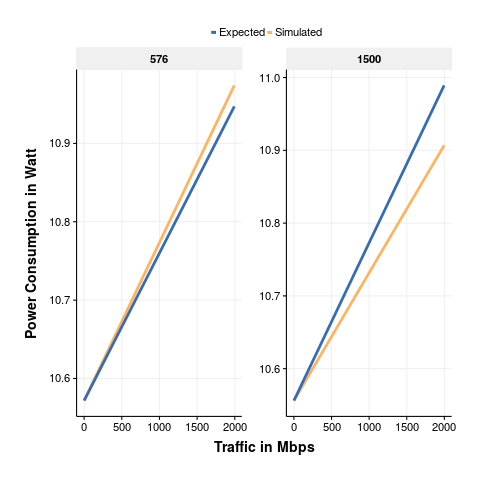 Expected Simulated
576
1500
Power Consumption in Watt
10.9
10.8
10.7
10.6
11.0
10.9
10.8
10.7
10.6
0 500 1000 1500 2000
0 500 1000 1500 2000
Traffic in Mbps